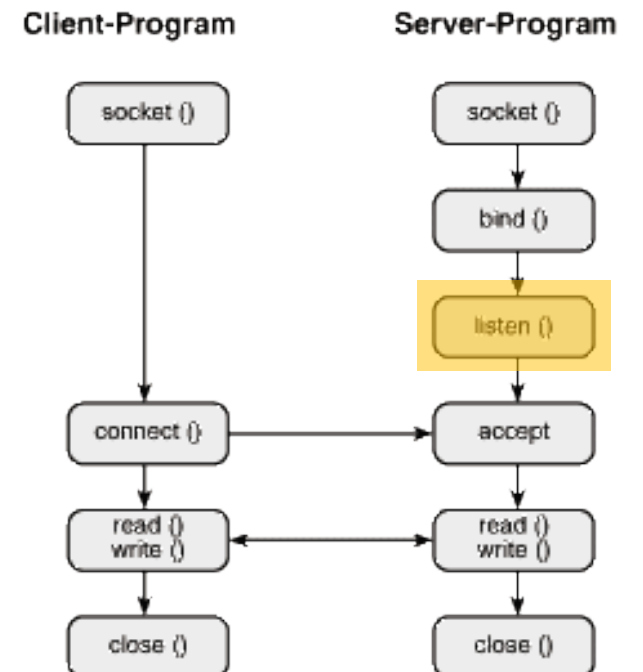 Client-Program
Server-Program
socket ()
socket ()
bind ()
listen ()
connect ()
accept
read ()
write ()
read ()
write ()
close ()
close ()